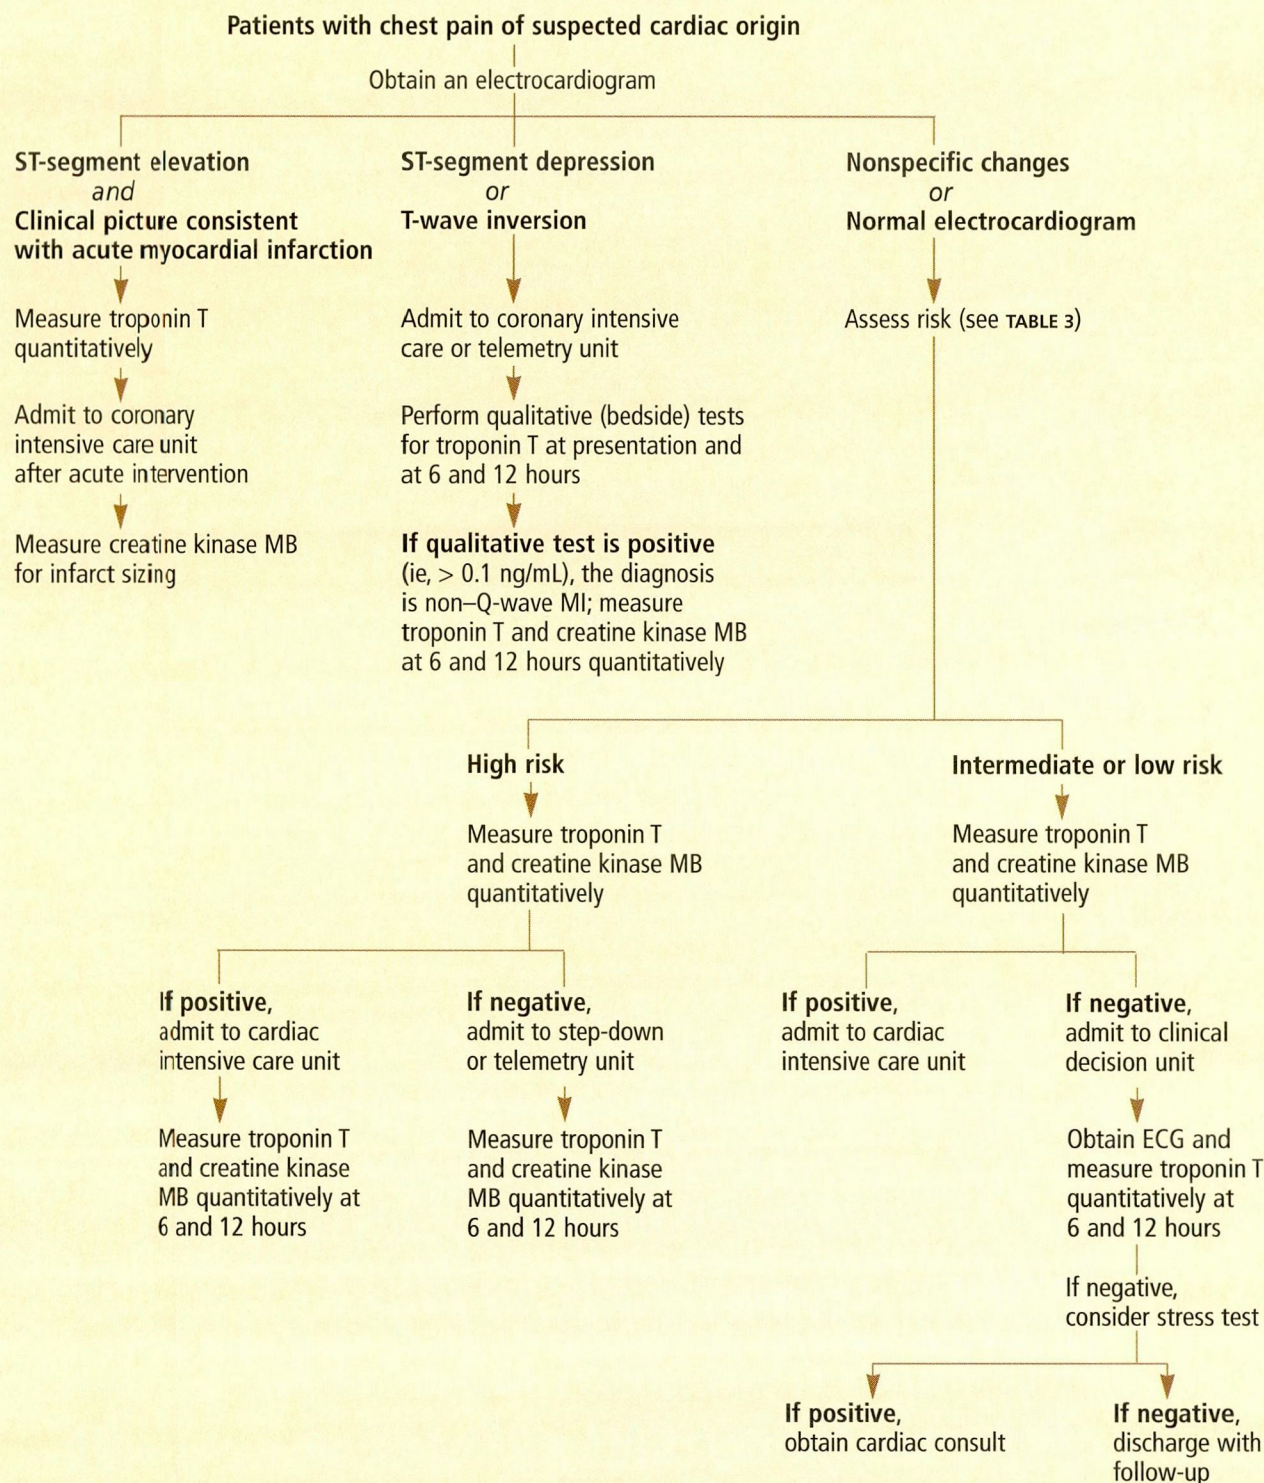 Patients with chest pain of suspected cardiac origin
Obtain an electrocardiogram
ST-segment elevation
and
Clinical picture consistent
with acute myocardial infarction
Measure troponin T
quantitatively
Admit to coronary
intensive care unit
after acute intervention
Measure creatine kinase MB
for infarct sizing
ST-segment depression
or
T-wave inversion
Admit to coronary intensive
care or telemetry unit
Perform qualitative (bedside) tests
for troponin T at presentation and
at 6 and 12 hours
If qualitative test is positive
(ie, > 0.1 ng/mL), the diagnosis
is non–Q-wave MI; measure
troponin T and creatine kinase MB
at 6 and 12 hours quantitatively
Nonspecific changes
or
Normal electrocardiogram
Assess risk (see TABLE 3)
High risk
Measure troponin T
and creatine kinase MB
quantitatively
If positive,
admit to cardiac
intensive care unit
Measure troponin T
and creatine kinase
MB quantitatively at
6 and 12 hours
If negative,
admit to step-down
or telemetry unit
Measure troponin T
and creatine kinase
MB quantitatively at
6 and 12 hours
Intermediate or low risk
Measure troponin T
and creatine kinase MB
quantitatively
If positive,
admit to cardiac
intensive care unit
If negative,
admit to clinical
decision unit
Obtain ECG and
measure troponin T
quantitatively at
6 and 12 hours
If negative,
consider stress test
If positive,
obtain cardiac consult
If negative,
discharge with
follow-up